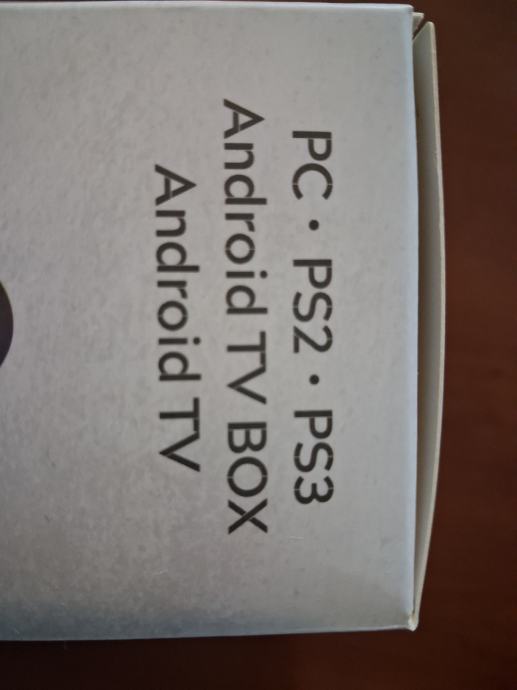 PC • PS2 • PS3
Android TV BOX
Android TV